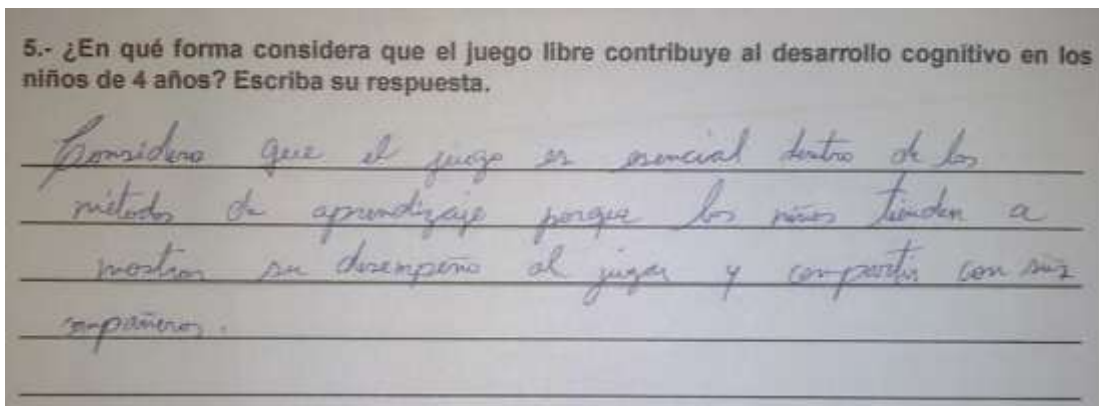 5.- ¿En qué forma considera que el juego libre contribuye al desarrollo cognitivo en los
niños de 4 años? Escriba su respuesta.
Considero que el juego es esencial dentro de los
métodos de aprendizaje porque los niños tienden a
mostrar su desempeño al jugar y compartir con sus
compañeros.